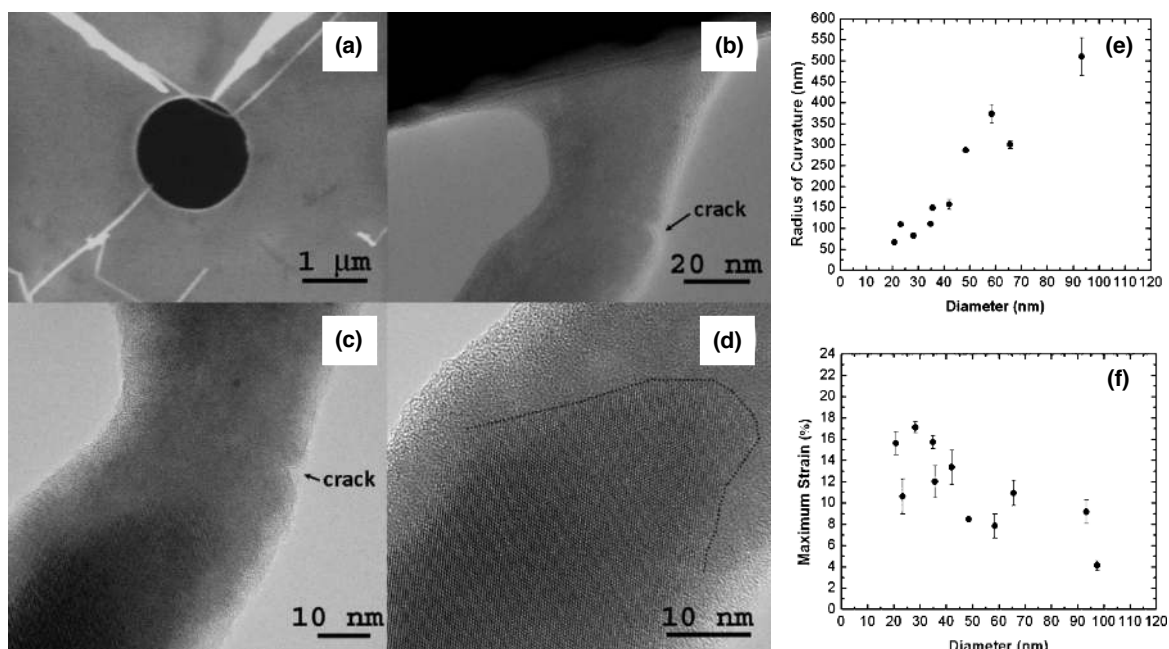 (a)
1 μm
(b)
crack
20 nm
(c)
crack
10 nm
(d)
10 nm
(e)
600
550
500
450
400
350
300
250
200
150
100
50
0
Radius of Curvature (nm)
0 10 20 30 40 50 60 70 80 90 100 110 120
Diameter (nm)
(f)
24
22
20
18
16
14
12
10
8
6
4
2
0
Maximum Strain (%)
0 10 20 30 40 50 60 70 80 90 100 110 120
Diameter (nm)